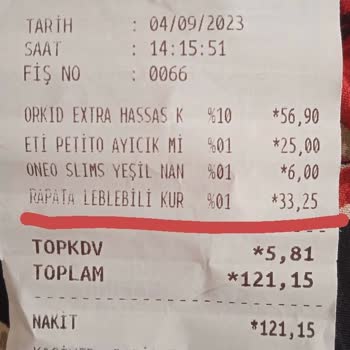 TARİH : 04/09/2023
SAAT : 14:15:51
FİŞ NO : 0066
ORKID EXTRA HASSAS K %10 *56,90
ETİ PETİTO AYICIK Mİ %01 *25,00
ONEO SLIMS YEŞİL NAN %01 *6,00
RAPATA LEBLEBİLİ KUR %01 *33,25
TOPKDV *5,81
TOPLAM *121,15
NAKİT *121,15